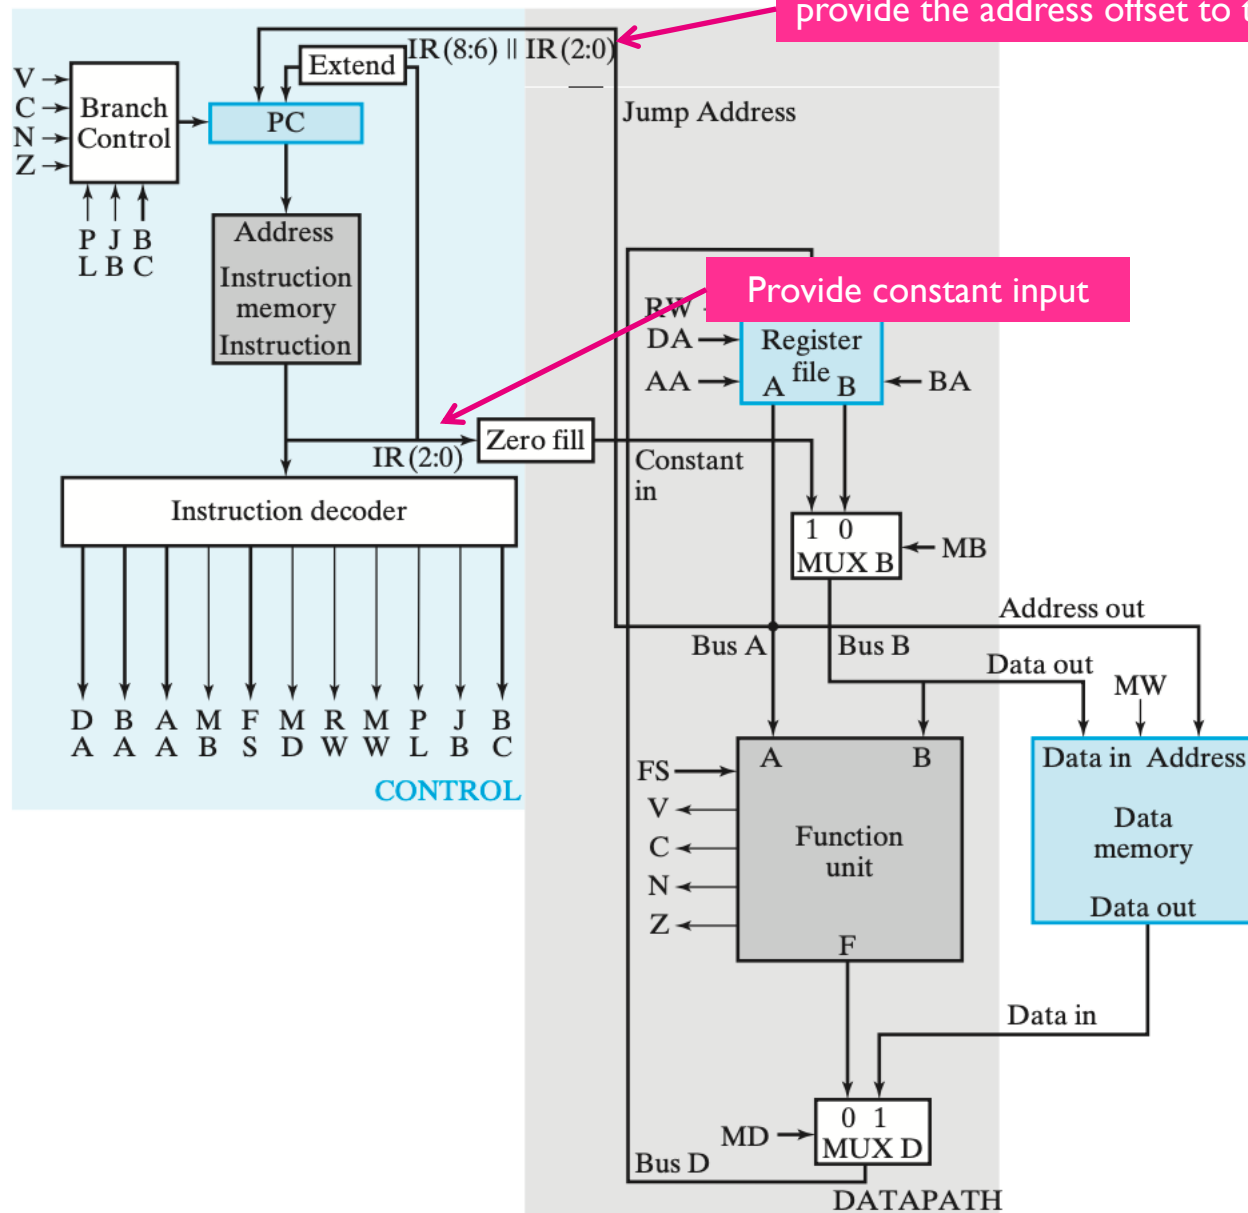 provide the address offset to t
IR (8:6) || IR (2:0)
Extend
V
C
N
Z
Branch
Control
PC
Jump Address
P J B
L B C
Address
Instruction
memory
Instruction
Provide constant input
RW
DA
AA
Register
file
A B
BA
IR (2:0)
Zero fill
Constant
in
Instruction decoder
1 0
MUX B
MB
Address out
Bus A
Bus B
Data out
MW
D B A M F M R M P J B
A A A B S D W W L B C
CONTROL
FS
V
C
N
Z
A B
Function
unit
F
Data in Address
Data
memory
Data out
Data in
MD
0 1
MUX D
Bus D
DATAPATH